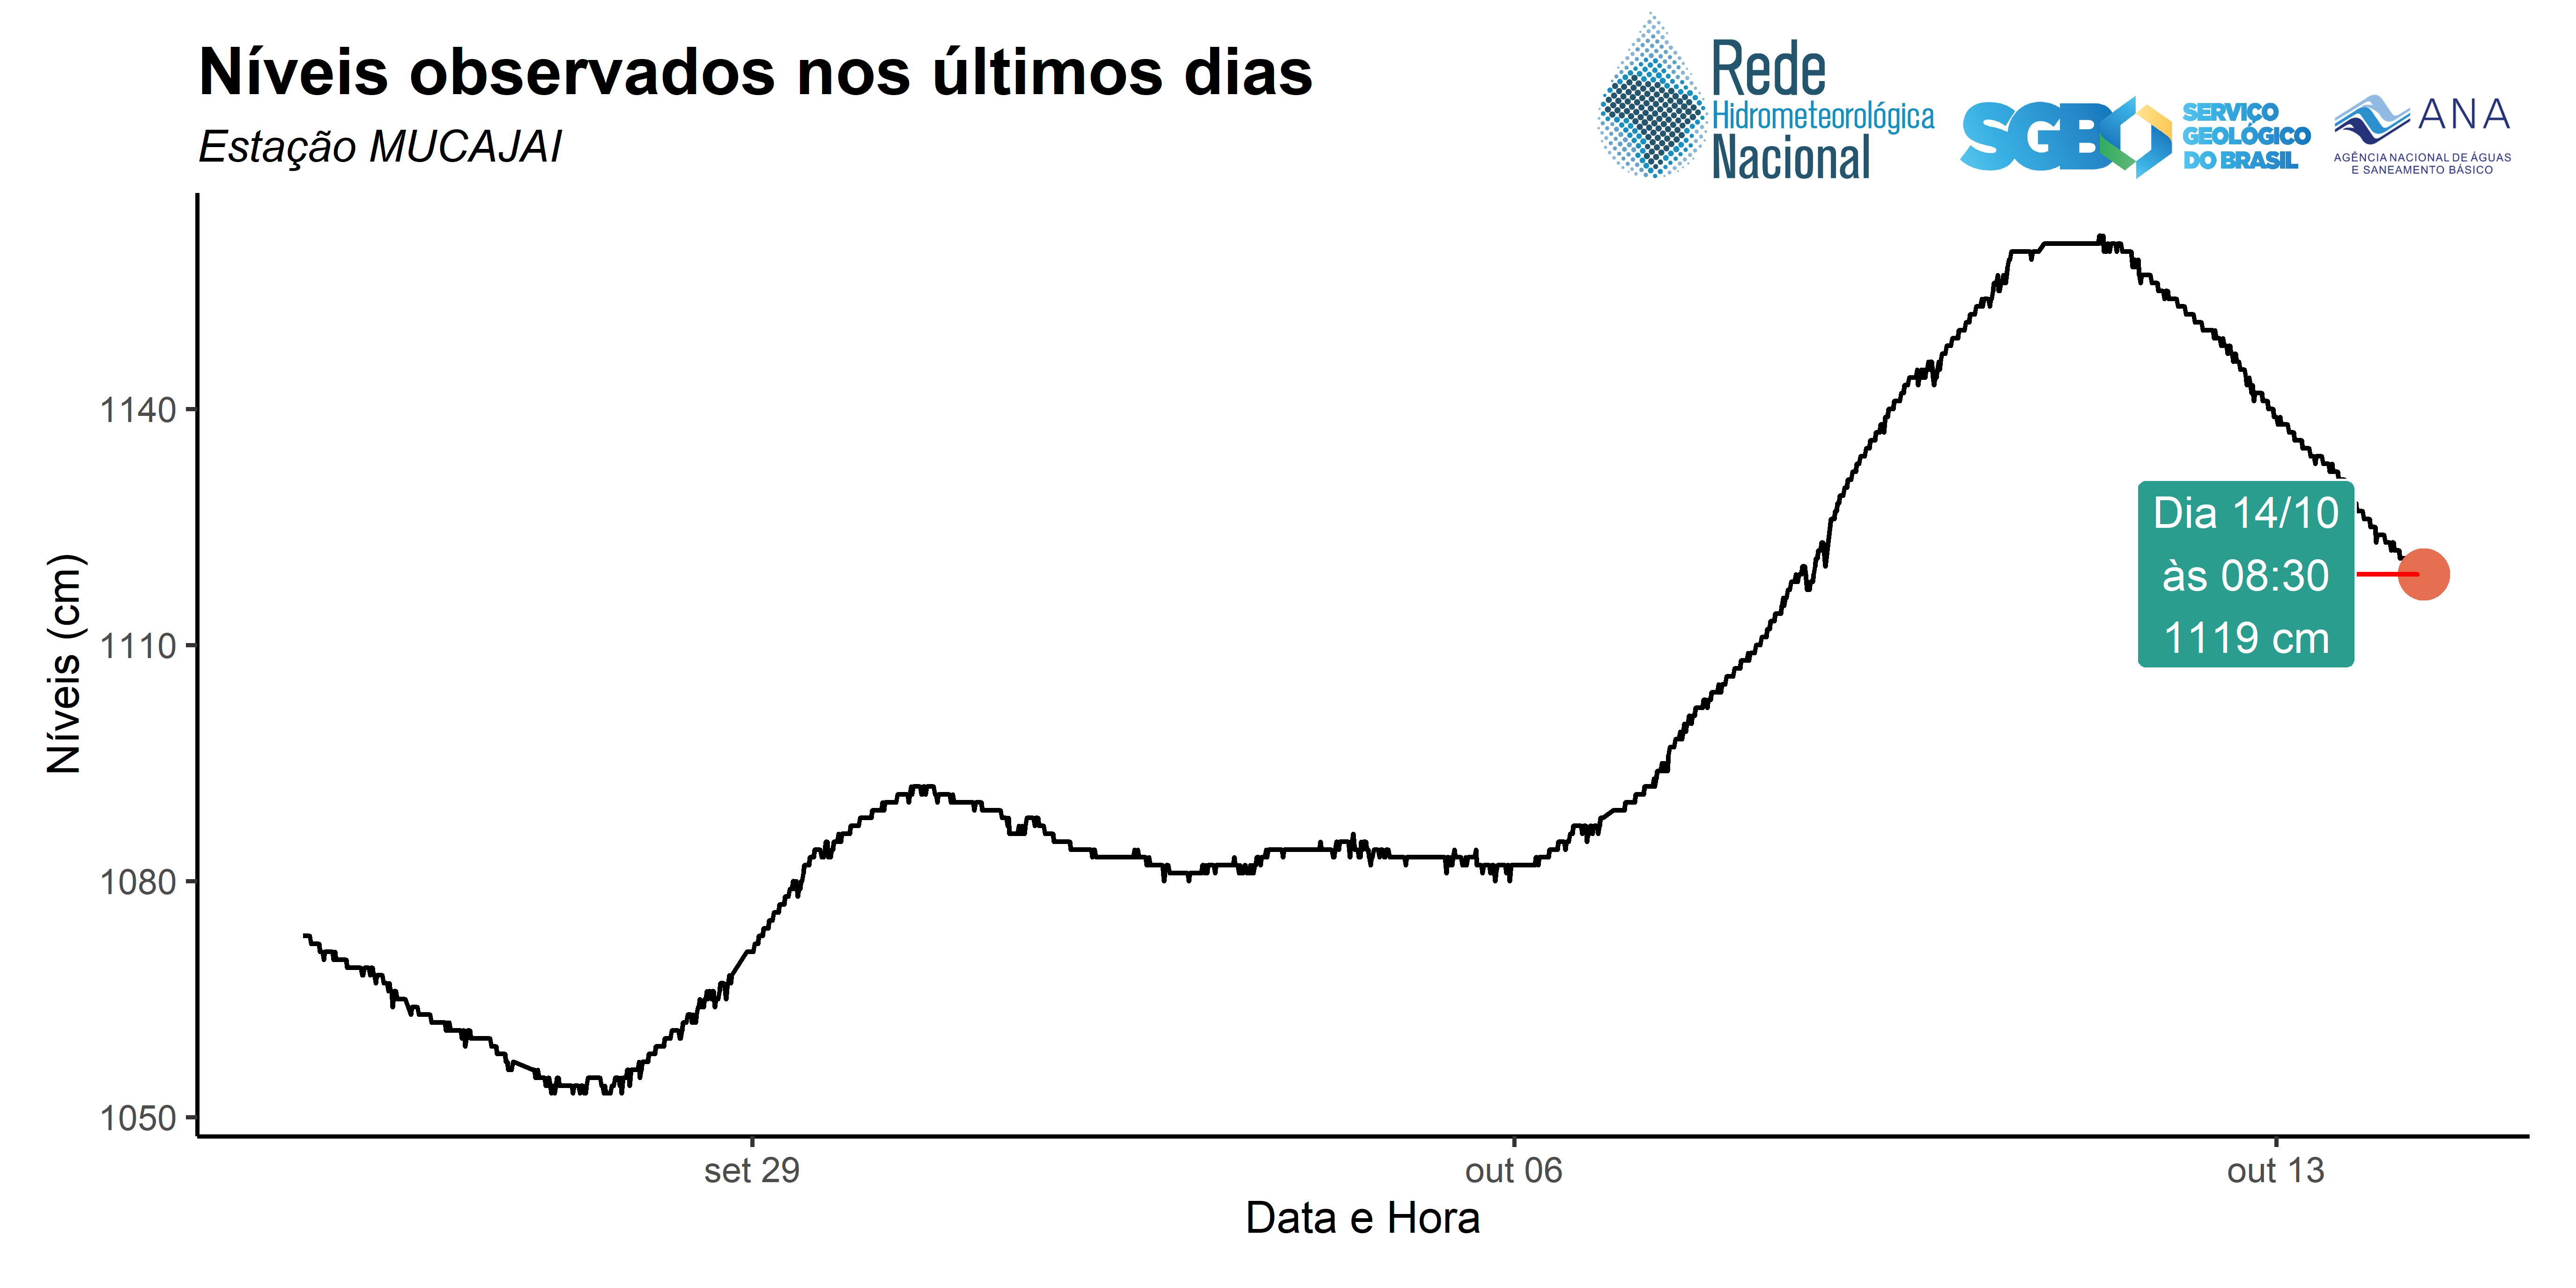 Níveis observados nos últimos dias
Estação MUCAJAI
Rede
Hidrometeorológica
Nacional
SGB
SERVIÇO
GEOLÓGICO
DO BRASIL
ANA
AGÊNCIA NACIONAL DE ÁGUAS
E SANEAMENTO BÁSICO
Níveis (cm)
1140
1110
1080
1050
Dia 14/10
às 08:30
1119 cm
set 29
out 06
out 13
Data e Hora